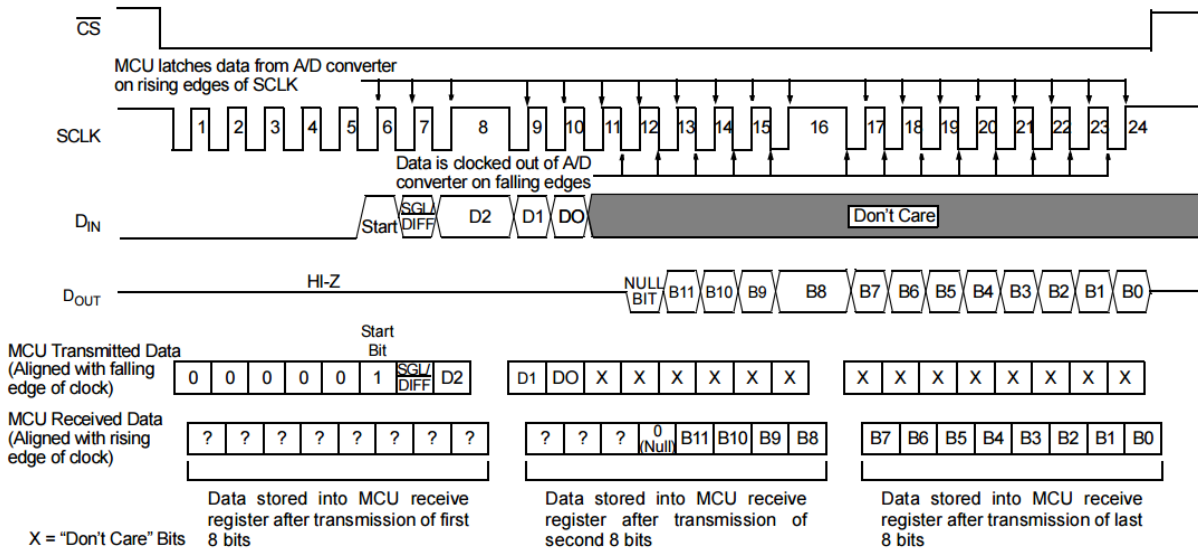 CS
MCU latches data from A/D converter
on rising edges of SCLK
SCLK
1 2 3 4 5 6 7 8 9 10 11 12 13 14 15 16 17 18 19 20 21 22 23 24
Data is clocked out of A/D
converter on falling edges
DIN
Start SGL/DIFF D2 D1 DO Don't Care
HI-Z
DOUT
NULL BIT B11 B10 B9 B8 B7 B6 B5 B4 B3 B2 B1 B0
Start
Bit
MCU Transmitted Data
(Aligned with falling
edge of clock)
0 0 0 0 0 1 SGL/DIFF D2 D1 DO X X X X X X X X X X X X X X
MCU Received Data
(Aligned with rising
edge of clock)
? ? ? ? ? ? ? ? ? ? ? 0 (Null) B11 B10 B9 B8 B7 B6 B5 B4 B3 B2 B1 B0
Data stored into MCU receive
register after transmission of first
8 bits
Data stored into MCU receive
register after transmission of
second 8 bits
Data stored into MCU receive
register after transmission of last
8 bits
X = “Don't Care” Bits